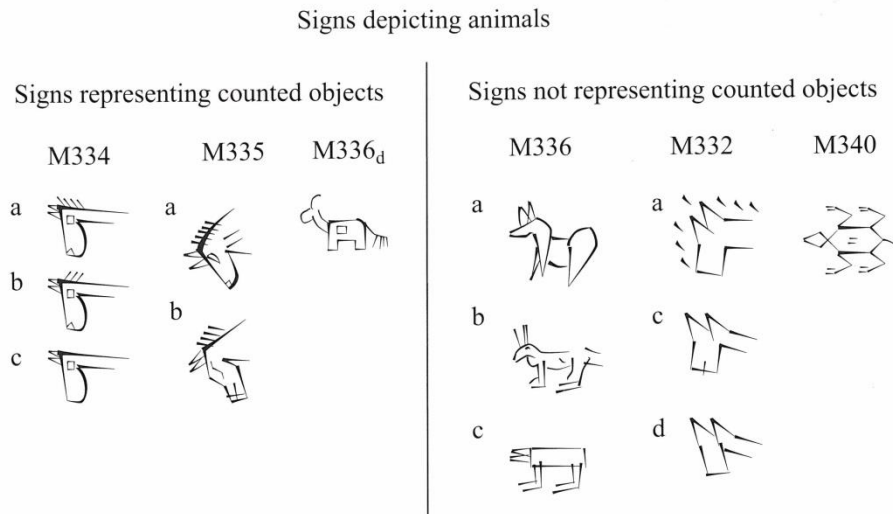 Signs depicting animals
Signs representing counted objects
M334 M335 M336d
a a
b b
c
Signs not representing counted objects
M336 M332 M340
a a
b c
c d